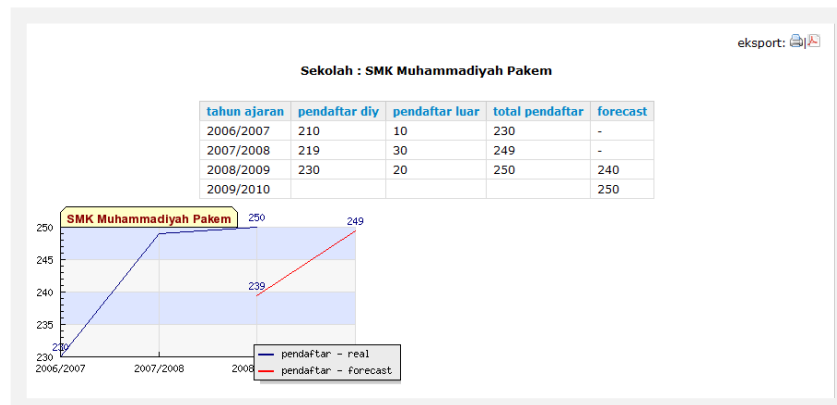 eksport: |
Sekolah : SMK Muhammadiyah Pakem
tahun ajaran pendaftar diy pendaftar luar total pendaftar forecast
2006/2007 210 10 230 -
2007/2008 219 30 249 -
2008/2009 230 20 250 240
2009/2010 250
SMK Muhammadiyah Pakem
250 249
250
245
240 239
235
230
230
pendaftar - real
pendaftar - forecast
2006/2007 2007/2008 2008